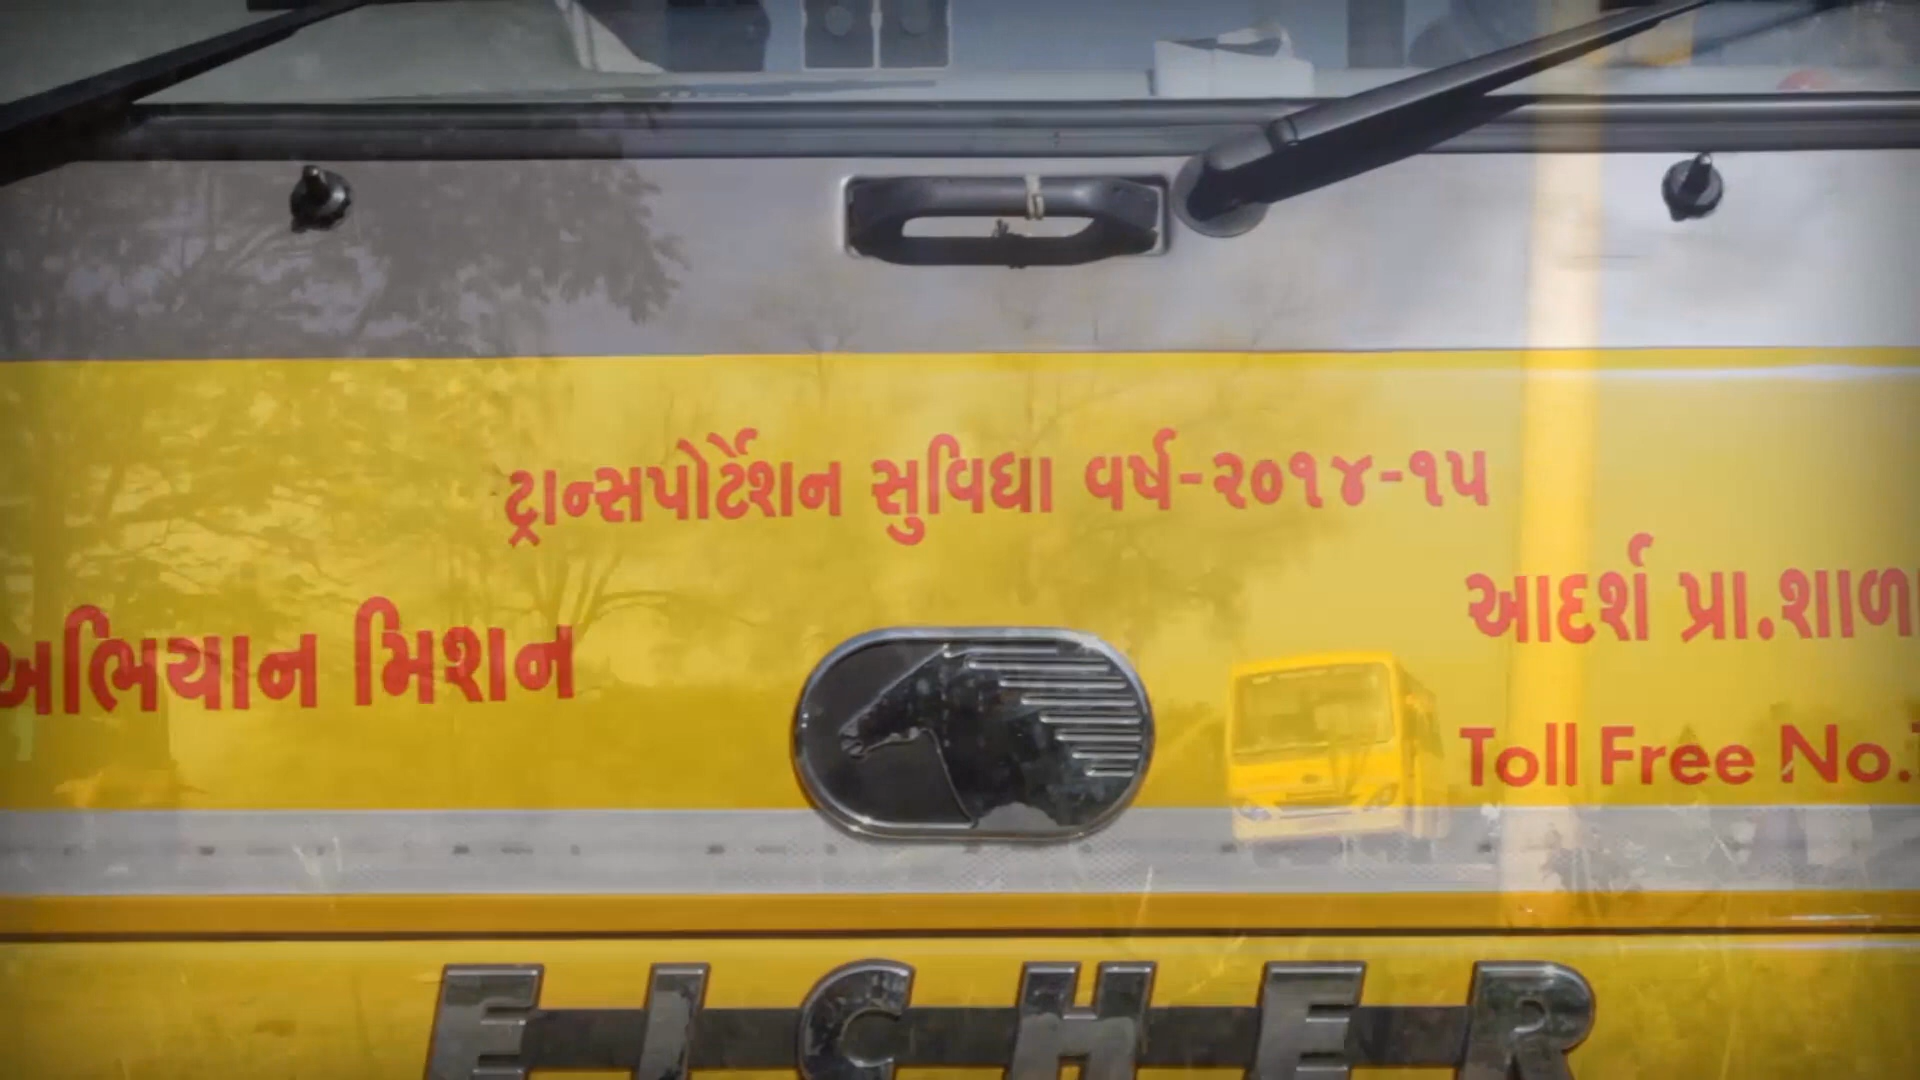 ટ્રાન્સપોર્ટેશન સુવિધા વર્ષ-૨૦૧૪-૧૫
અભિયાન મિશન
આદર્શ પ્રા.શાળા
Toll Free No.
EICHER